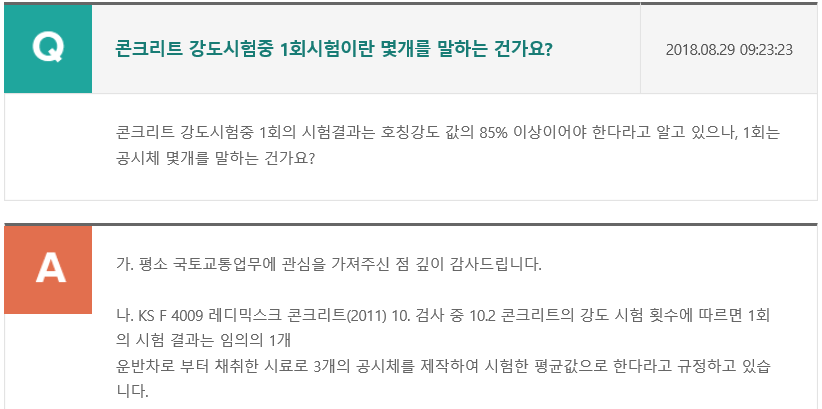 Q
콘크리트 강도시험중 1회시험이란 몇개를 말하는 건가요?
2018.08.29 09:23:23
콘크리트 강도시험중 1회의 시험결과는 호칭강도 값의 85% 이상이어야 한다라고 알고 있으나, 1회는
공시체 몇개를 말하는 건가요?
A
가. 평소 국토교통업무에 관심을 가져주신 점 깊이 감사드립니다.
나. KS F 4009 레디믹스크 콘크리트(2011) 10. 검사 중 10.2 콘크리트의 강도 시험 횟수에 따르면 1회
의 시험 결과는 임의의 1개
운반차로 부터 채취한 시료로 3개의 공시체를 제작하여 시험한 평균값으로 한다라고 규정하고 있습
니다.